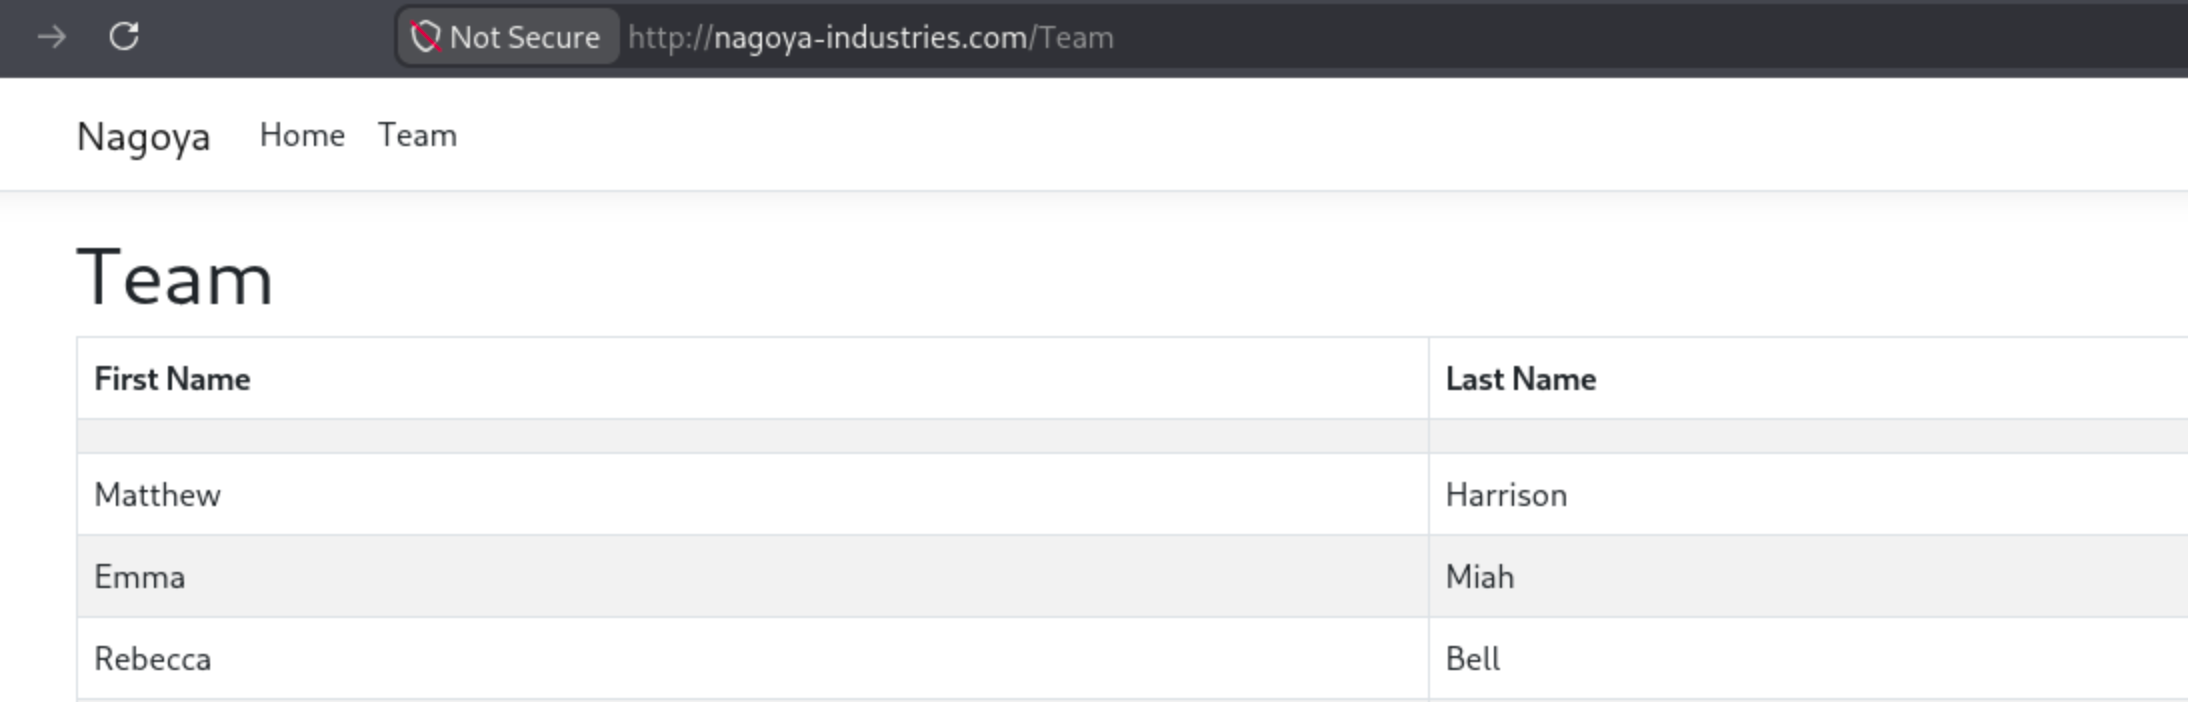 Not Secure http://nagoya-industries.com/Team
Nagoya Home Team
Team
First Name Last Name
Matthew Harrison
Emma Miah
Rebecca Bell